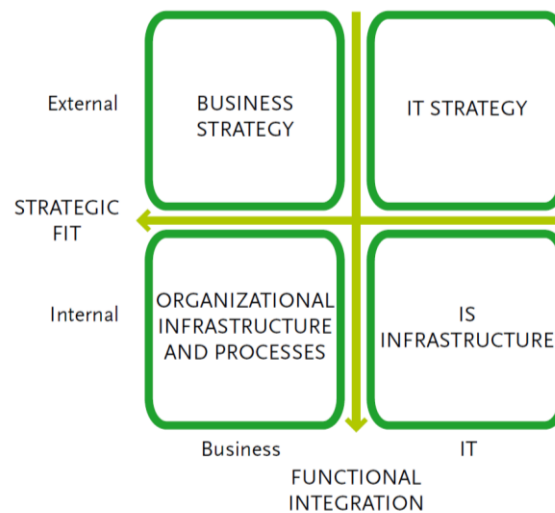 External
BUSINESS
STRATEGY
IT STRATEGY
STRATEGIC
FIT
Internal
ORGANIZATIONAL
INFRASTRUCTURE
AND PROCESSES
IS
INFRASTRUCTURE
Business
IT
FUNCTIONAL
INTEGRATION